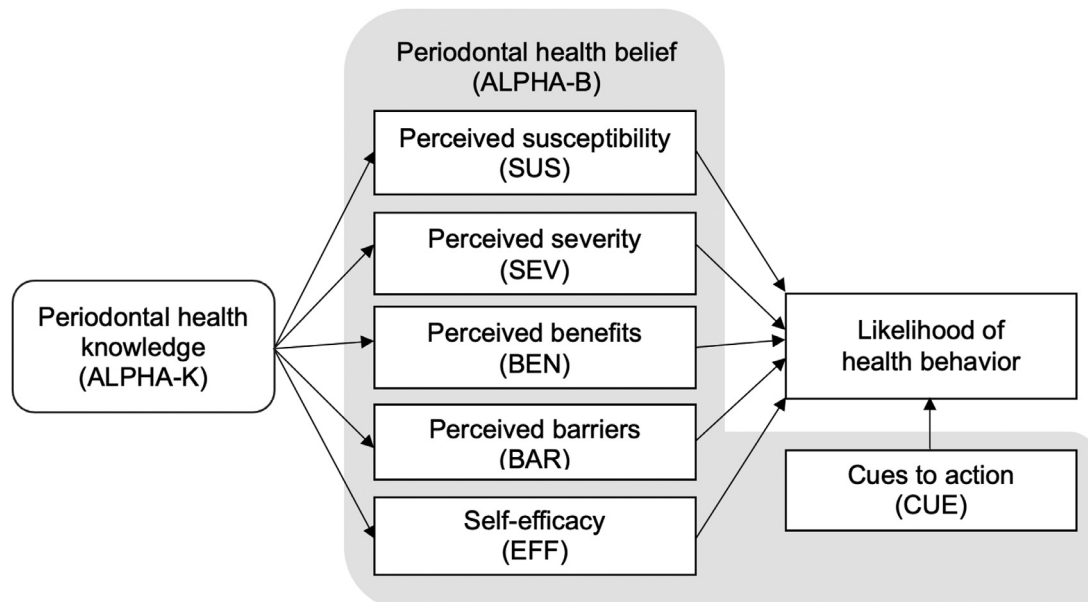 Periodontal health belief
(ALPHA-B)
Perceived susceptibility
(SUS)
Perceived severity
(SEV)
Periodontal health
knowledge
(ALPHA-K)
Perceived benefits
(BEN)
Likelihood of
health behavior
Perceived barriers
(BAR)
Cues to action
(CUE)
Self-efficacy
(EFF)